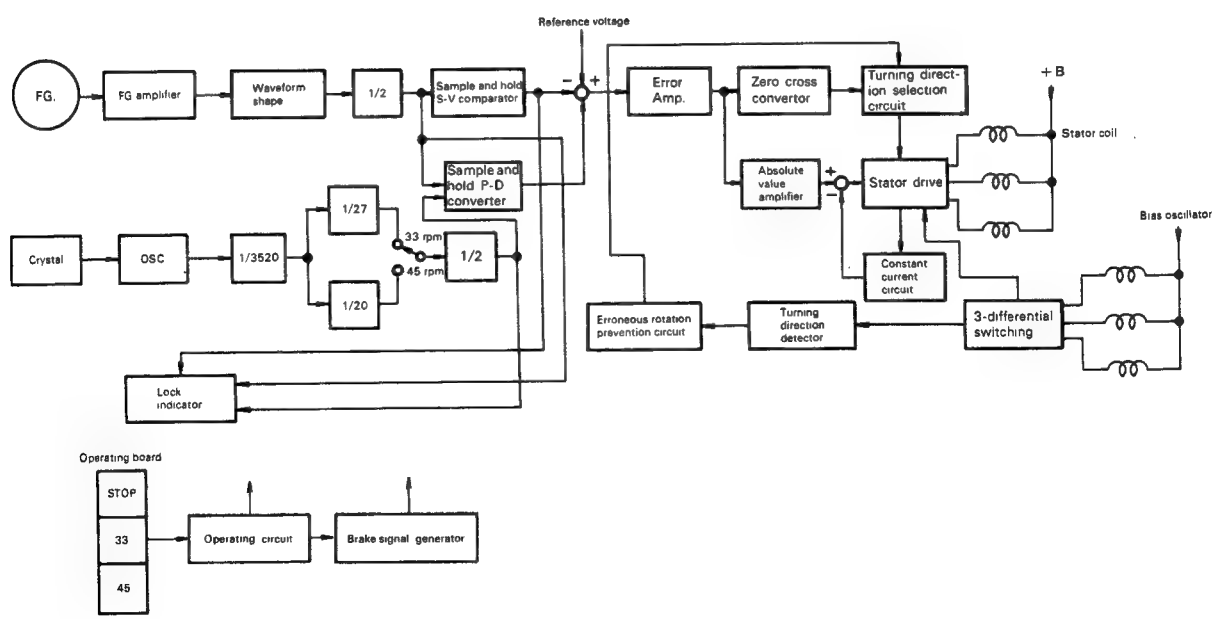 Reference voltage
FG.
FG amplifier
Waveform
shape
1/2
Sample and hold
S-V comparator
−
+
Error
Amp.
Zero cross
convertor
Turning direct-
ion selection
circuit
+B
Stator coil
Sample and
hold P-D
converter
Absolute
value
amplifier
+
−
Stator drive
Bias oscillator
1/27
33 rpm
Crystal
OSC
1/3520
1/2
45 rpm
1/20
Constant
current
circuit
Erroneous rotation
prevention circuit
Turning
direction
detector
3-differential
switching
Lock
indicator
Operating board
STOP
33
45
Operating circuit
Brake signal generator